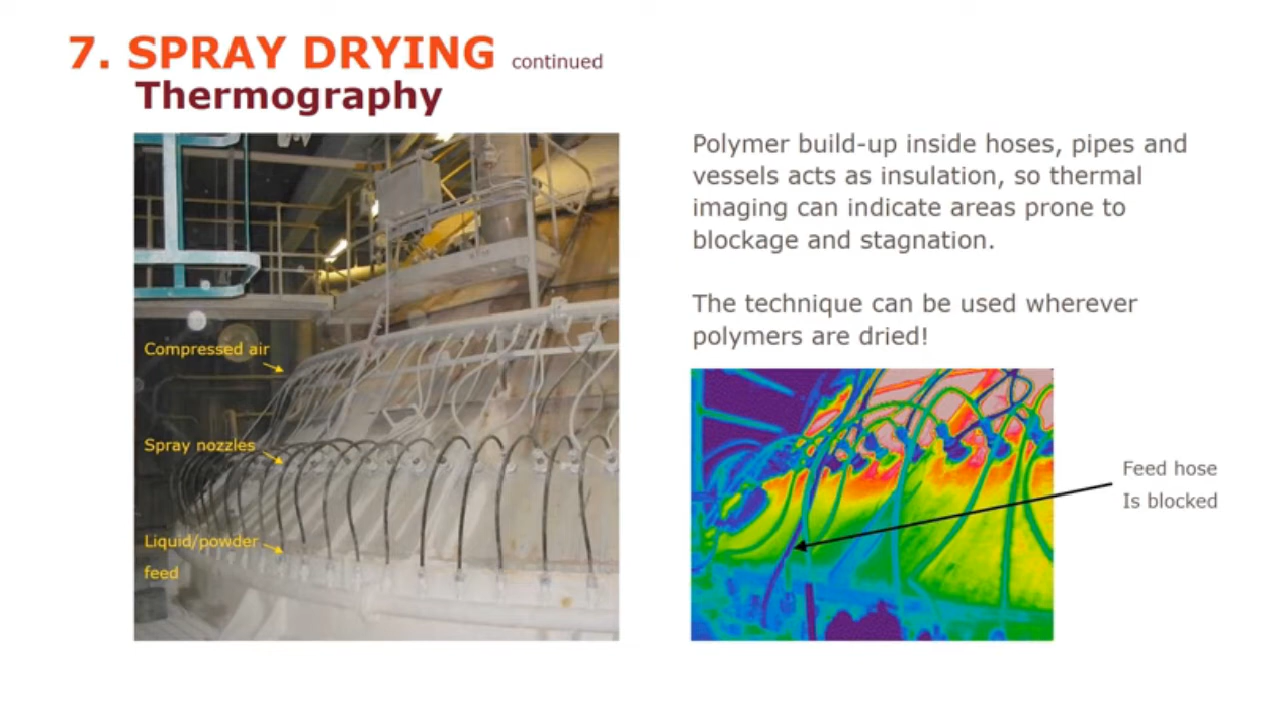 7. SPRAY DRYING continued
Thermography
Compressed air
Spray nozzles
Liquid/powder
feed
Polymer build-up inside hoses, pipes and
vessels acts as insulation, so thermal
imaging can indicate areas prone to
blockage and stagnation.
The technique can be used wherever
polymers are dried!
Feed hose
Is blocked